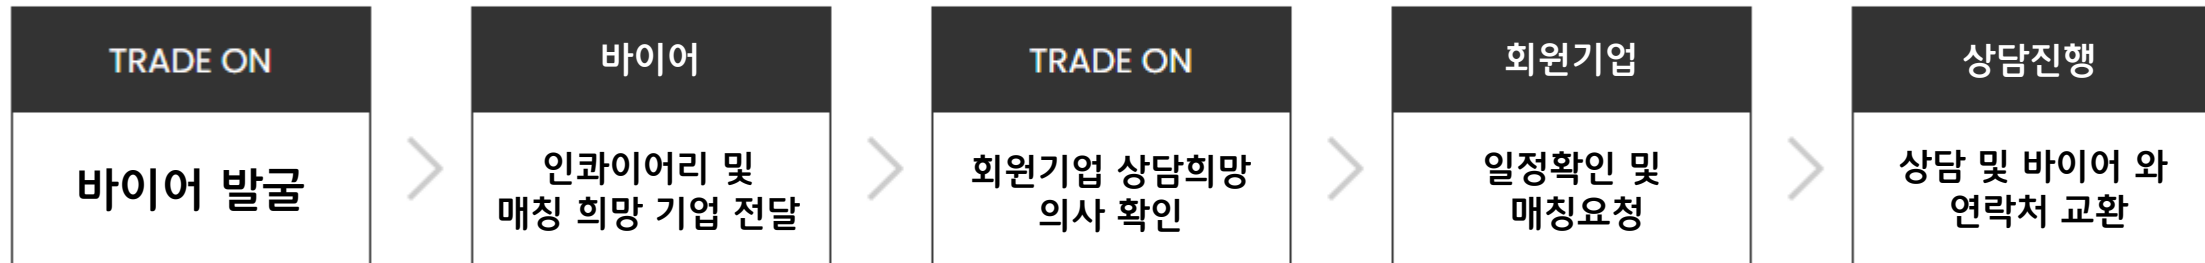 TRADE ON
바이어 발굴
바이어
인콰이어리 및
매칭 희망 기업 전달
TRADE ON
회원기업 상담희망
의사 확인
회원기업
일정확인 및
매칭요청
상담진행
상담 및 바이어 와
연락처 교환